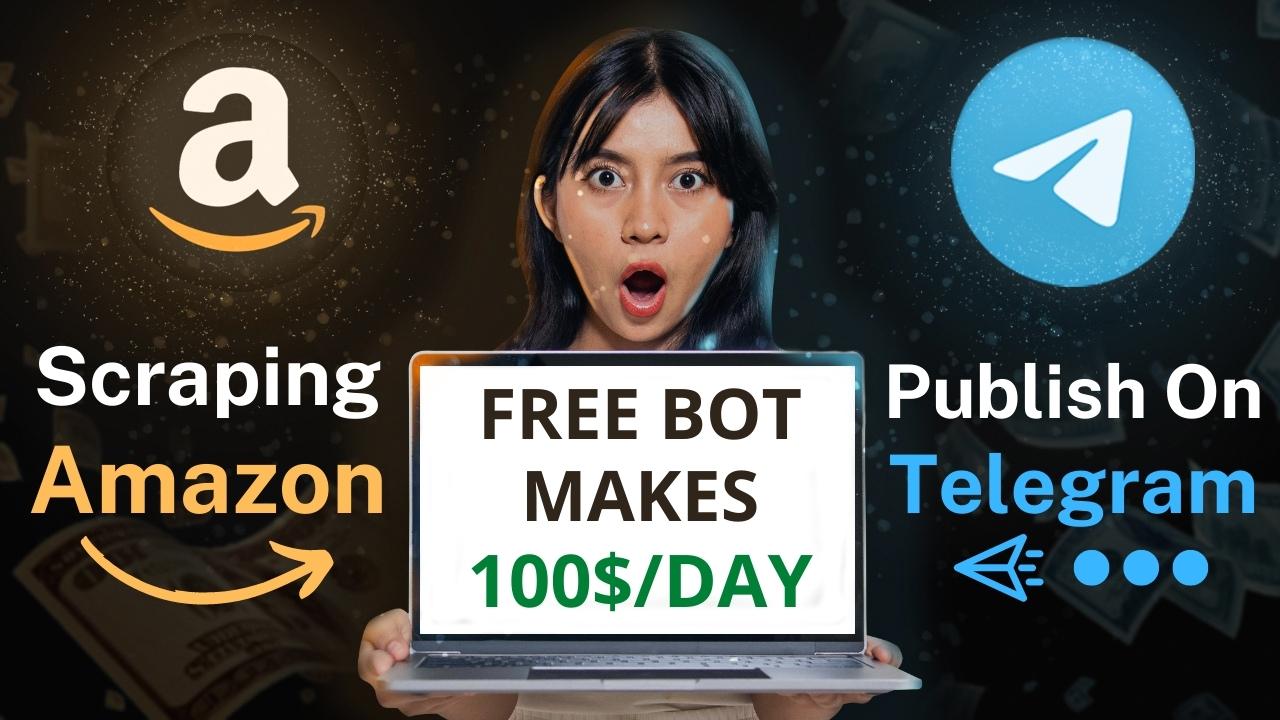 Scraping
Amazon
FREE BOT
MAKES
100$/DAY
Publish On
Telegram